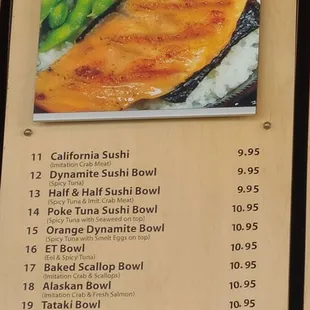 11 California Sushi 9.95
(Imitation Crab Meat)
12 Dynamite Sushi Bowl 9.95
(Spicy Tuna)
13 Half & Half Sushi Bowl 9.95
(Spicy Tuna & Imit. Crab Meat)
14 Poke Tuna Sushi Bowl 10.95
(Spicy Tuna with Seaweed on top)
15 Orange Dynamite Bowl 10.95
(Spicy Tuna with Smelt Eggs on top)
16 ET Bowl 10.95
(Eel & Spicy Tuna)
17 Baked Scallop Bowl 10.95
(Imitation Crab & Scallops)
18 Alaskan Bowl 10.95
(Imitation Crab & Fresh Salmon)
19 Tataki Bowl 10.95